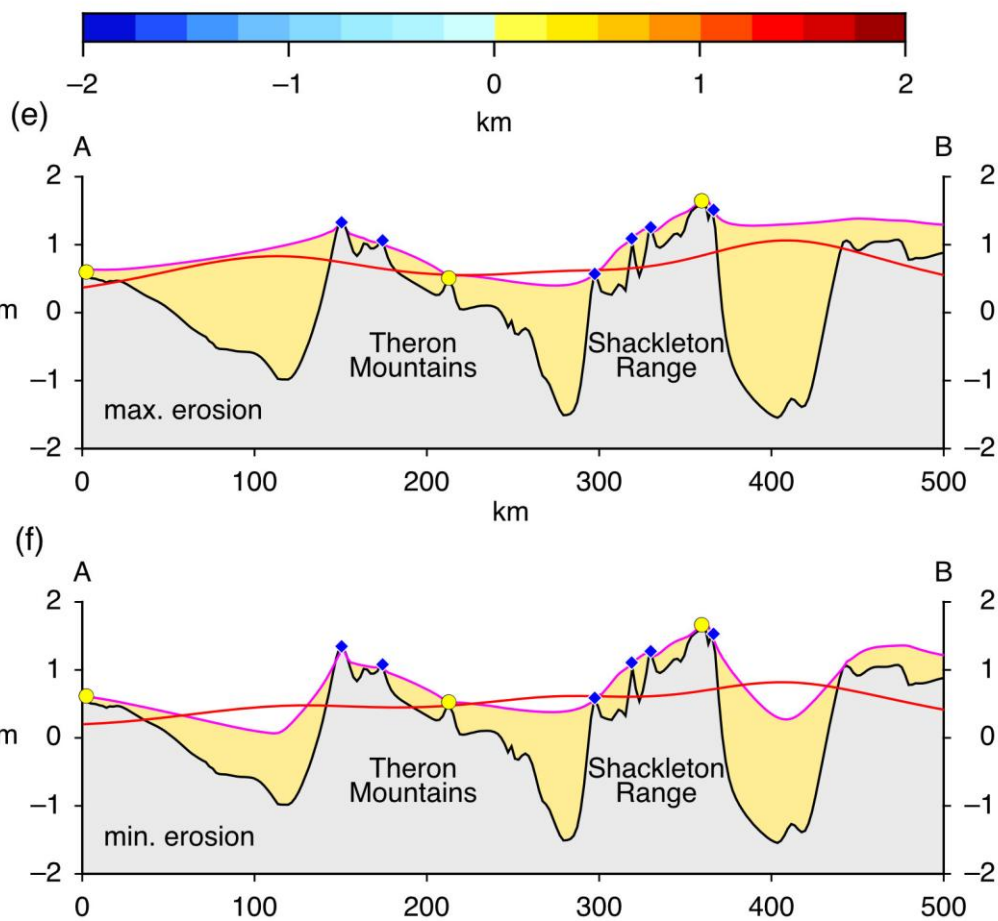 −2 −1 0 1 2
km
(e)
A B
2 2
1 1
m 0 0
−1 −1
−2 −2
Theron
Mountains
Shackleton
Range
max. erosion
0 100 200 300 400 500
km
(f)
A B
2 2
1 1
m 0 0
−1 −1
−2 −2
Theron
Mountains
Shackleton
Range
min. erosion
0 100 200 300 400 500